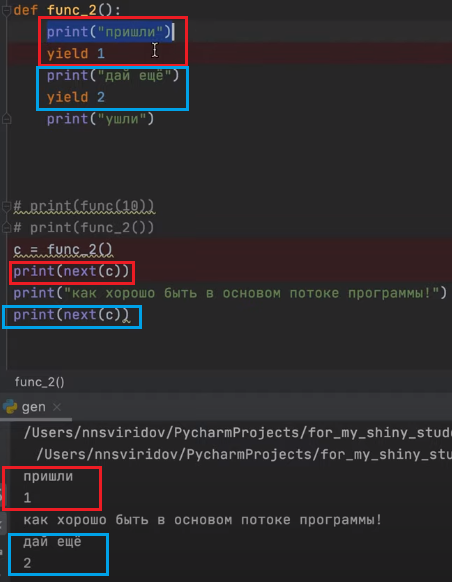 def func_2():
print("пришли")
yield 1
print("дай ещё")
yield 2
print("ушли")
# print(func(10))
# print(func_2())
c = func_2()
print(next(c))
print("как хорошо быть в основом потоке программы!")
print(next(c))
func_2()
gen ×
/Users/nnsviridov/PycharmProjects/for_my_shiny_stud
/Users/nnsviridov/PycharmProjects/for_my_shiny_stu
пришли
1
как хорошо быть в основом потоке программы!
дай ещё
2